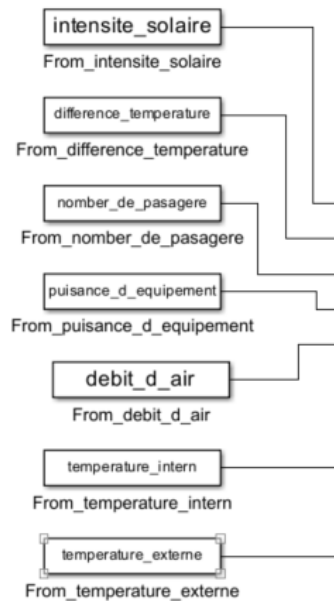 intensite_solaire
From_intensite_solaire
difference_temperature
From_difference_temperature
nomber_de_pasagere
From_nomber_de_pasagere
puisance_d_equipement
From_puisance_d_equipement
debit_d_air
From_debit_d_air
temperature_intern
From_temperature_intern
temperature_externe
From_temperature_externe